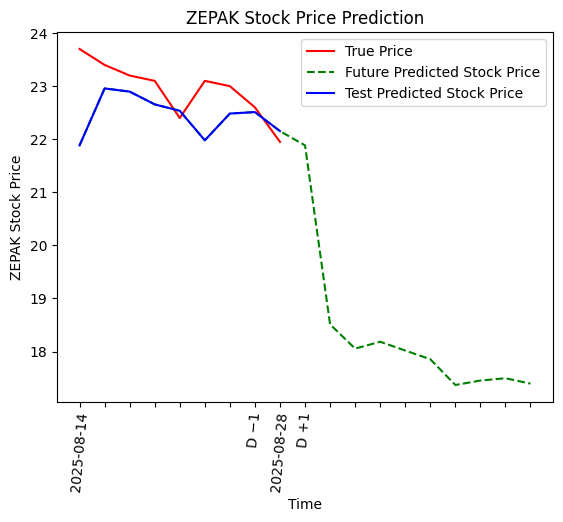 ZEPAK Stock Price Prediction
True Price
Future Predicted Stock Price
Test Predicted Stock Price
ZEPAK Stock Price
24
23
22
21
20
19
18
2025-08-14
D −1
2025-08-28
D +1
Time